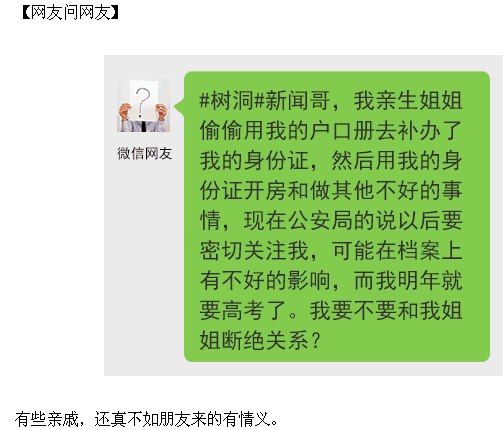 【网友问网友】
#树洞#新闻哥，我亲生姐姐
偷偷用我的户口册去补办了
我的身份证，然后用我的身
份证开房和做其他不好的事
情，现在公安局的说以后要
密切关注我，可能在档案上
有不好的影响，而我明年就
要高考了。我要不要和我姐
姐断绝关系？
微信网友
有些亲戚，还真不如朋友来的有情义。